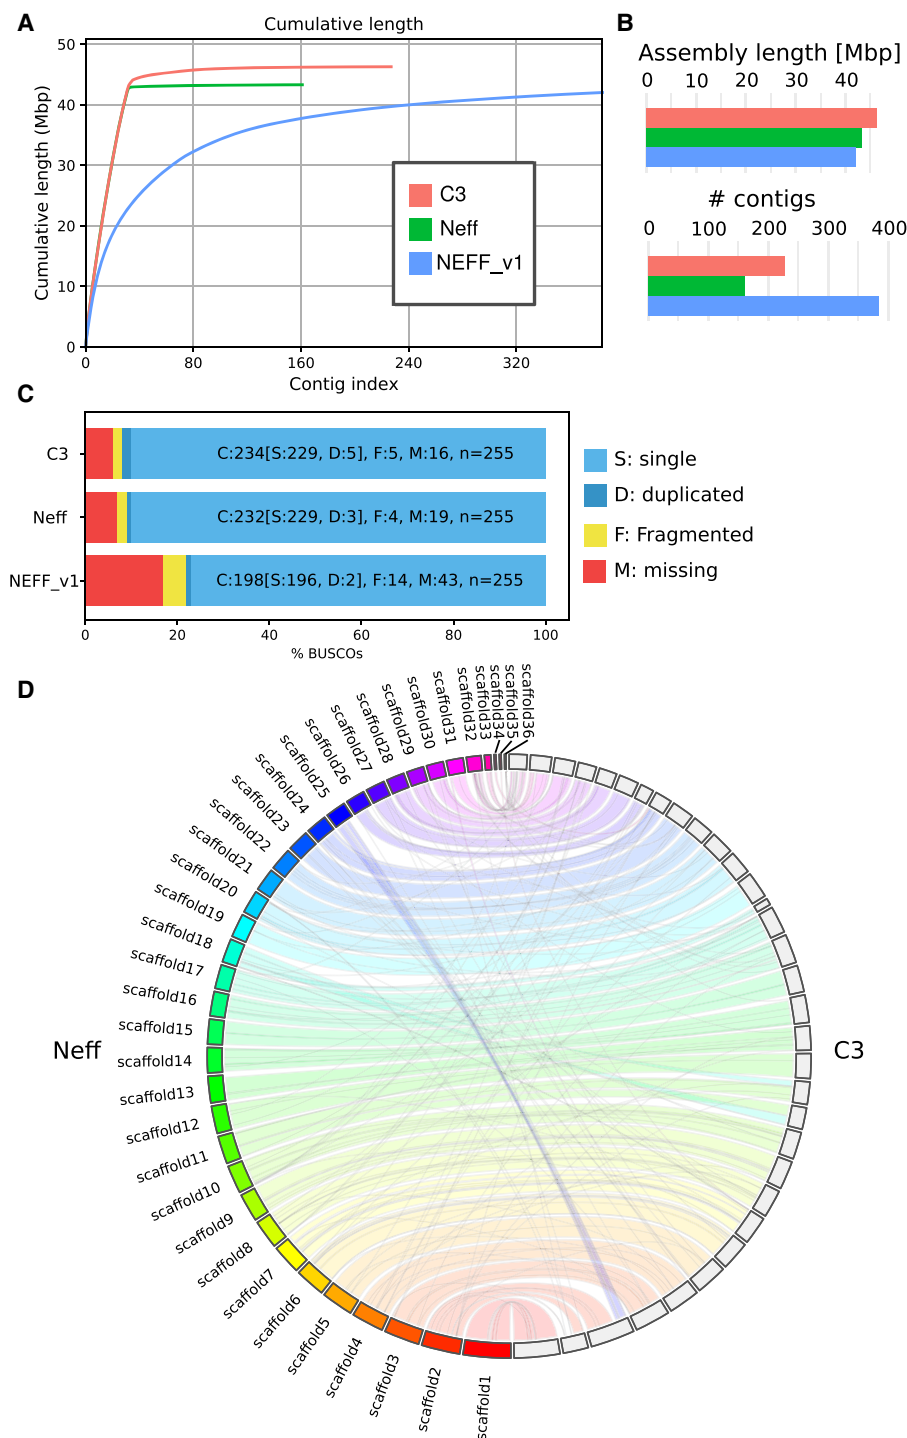 A
Cumulative length
50
40
30
20
10
0
Cumulative length (Mbp)
0
80
160
240
320
Contig index
C3
Neff
NEFF_v1
B
Assembly length [Mbp]
0 10 20 30 40
# contigs
0 100 200 300 400
C
C3
C:234[S:229, D:5], F:5, M:16, n=255
Neff
C:232[S:229, D:3], F:4, M:19, n=255
NEFF_v1
C:198[S:196, D:2], F:14, M:43, n=255
0 20 40 60 80 100
% BUSCOs
S: single
D: duplicated
F: Fragmented
M: missing
D
scaffold36
scaffold35
scaffold34
scaffold33
scaffold32
scaffold31
scaffold30
scaffold29
scaffold28
scaffold27
scaffold26
scaffold25
scaffold24
scaffold23
scaffold22
scaffold21
scaffold20
scaffold19
scaffold18
scaffold17
scaffold16
scaffold15
scaffold14
scaffold13
scaffold12
scaffold11
scaffold10
scaffold9
scaffold8
scaffold7
scaffold6
scaffold5
scaffold4
scaffold3
scaffold2
scaffold1
Neff
C3